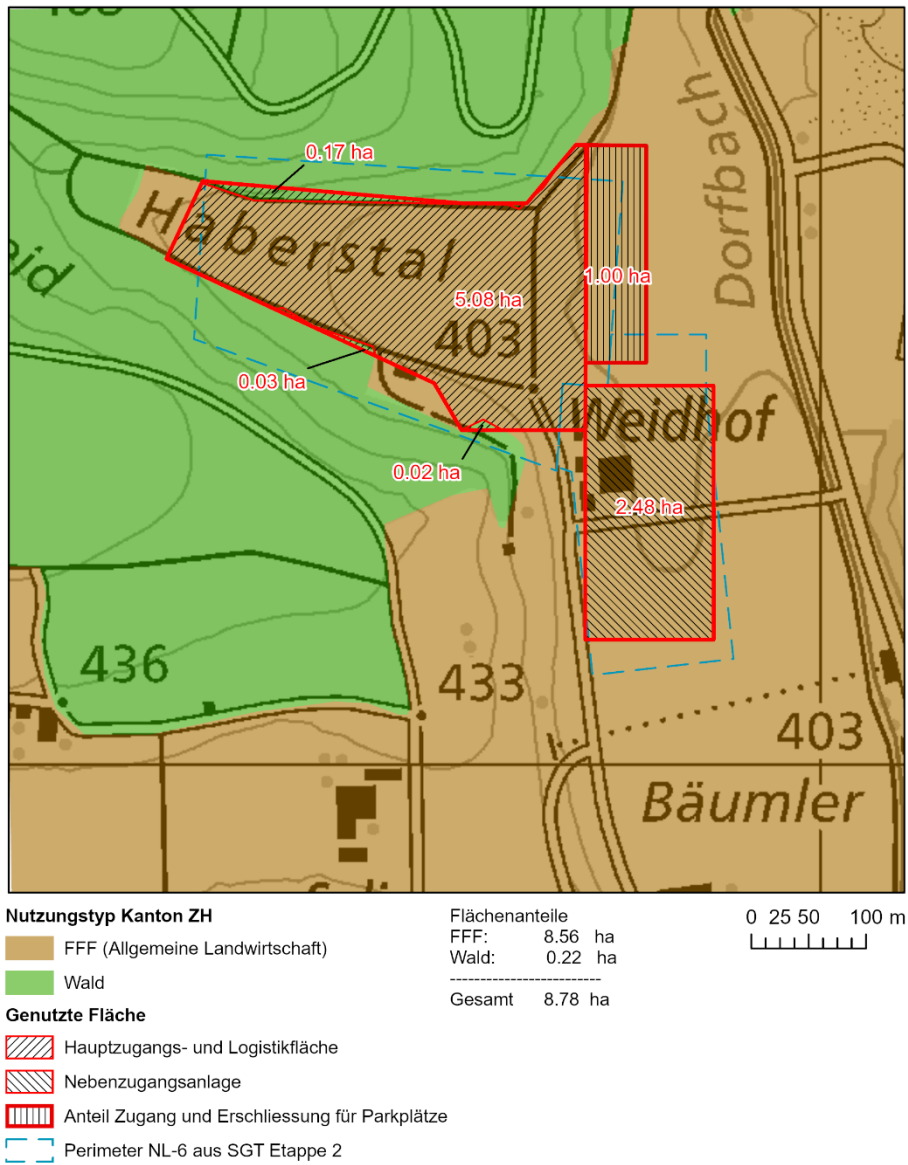 0.17 ha
Haberstal
Dorfbach
1.00 ha
5.08 ha
403
0.03 ha
Weidhof
0.02 ha
2.48 ha
436
433
403
Bäumler
Nutzungstyp Kanton ZH
FFF (Allgemeine Landwirtschaft)
Wald
Genutzte Fläche
Hauptzugangs- und Logistikfläche
Nebenzugangsanlage
Anteil Zugang und Erschliessung für Parkplätze
Perimeter NL-6 aus SGT Etappe 2
Flächenanteile
FFF: 8.56 ha
Wald: 0.22 ha
-------------------------
Gesamt 8.78 ha
0 25 50 100 m